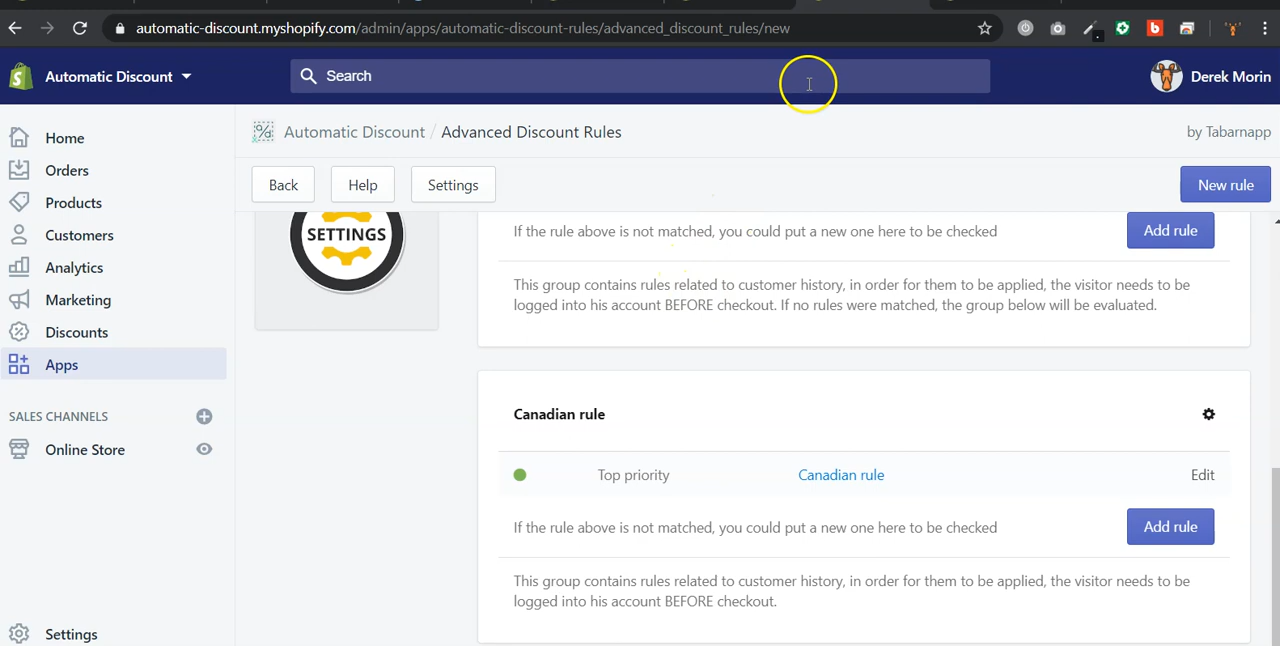 automatic-discount.myshopify.com/admin/apps/automatic-discount-rules/advanced_discount_rules/new
Automatic Discount
Search
Derek Morin
Home
Orders
Products
Customers
Analytics
Marketing
Discounts
Apps
SALES CHANNELS
Online Store
Settings
Automatic Discount / Advanced Discount Rules
by Tabarnapp
Back
Help
Settings
New rule
SETTINGS
If the rule above is not matched, you could put a new one here to be checked
Add rule
This group contains rules related to customer history, in order for them to be applied, the visitor needs to be
logged into his account BEFORE checkout. If no rules were matched, the group below will be evaluated.
Canadian rule
Top priority
Canadian rule
Edit
If the rule above is not matched, you could put a new one here to be checked
Add rule
This group contains rules related to customer history, in order for them to be applied, the visitor needs to be
logged into his account BEFORE checkout.